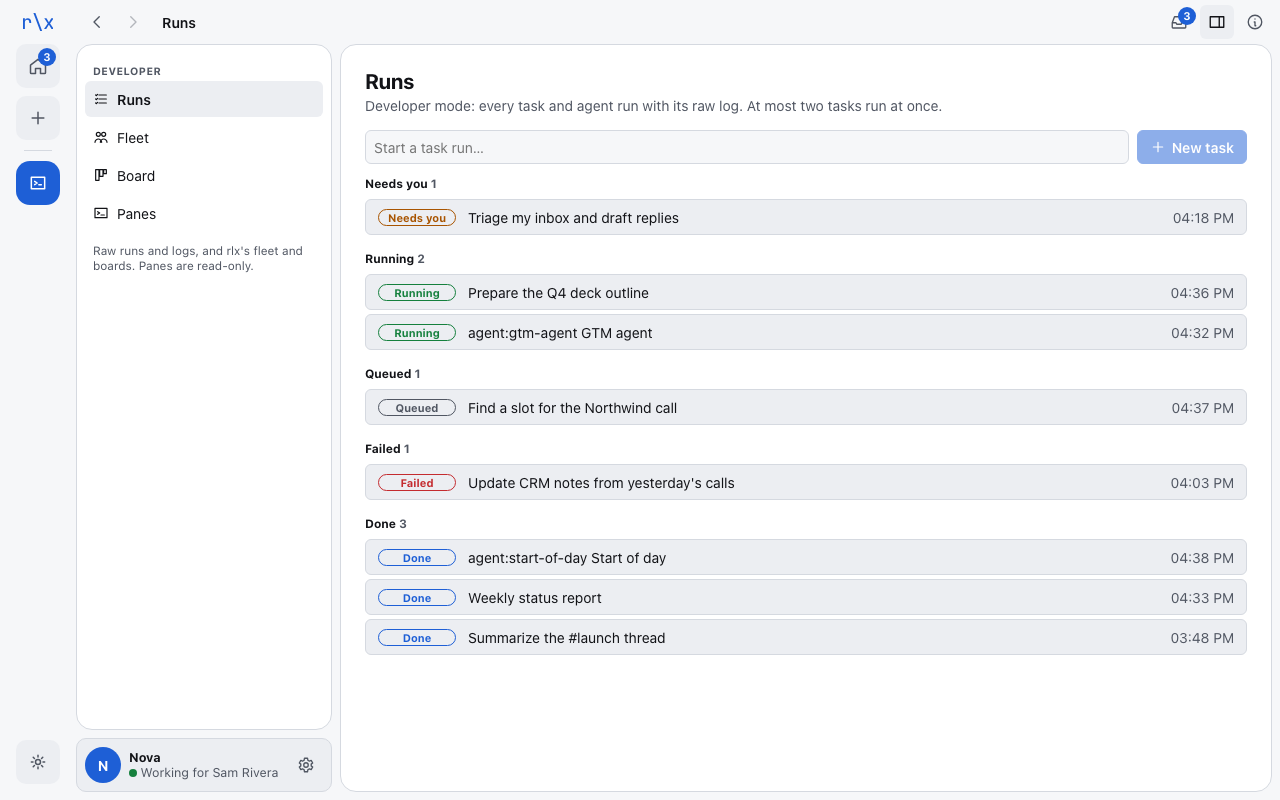 r\x
Runs
3
3
DEVELOPER
Runs
Fleet
Board
Panes
Raw runs and logs, and rlx's fleet and
boards. Panes are read-only.
N
Nova
Working for Sam Rivera
Runs
Developer mode: every task and agent run with its raw log. At most two tasks run at once.
Start a task run...
New task
Needs you 1
Needs you Triage my inbox and draft replies 04:18 PM
Running 2
Running Prepare the Q4 deck outline 04:36 PM
Running agent:gtm-agent GTM agent 04:32 PM
Queued 1
Queued Find a slot for the Northwind call 04:37 PM
Failed 1
Failed Update CRM notes from yesterday's calls 04:03 PM
Done 3
Done agent:start-of-day Start of day 04:38 PM
Done Weekly status report 04:33 PM
Done Summarize the #launch thread 03:48 PM